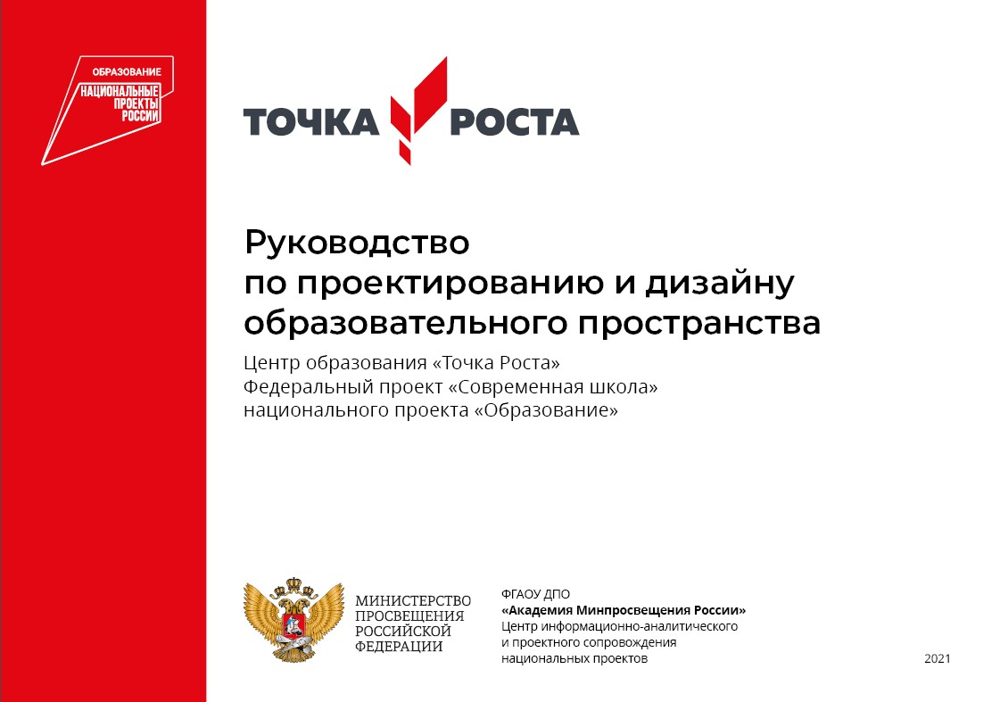 ОБРАЗОВАНИЕ
НАЦИОНАЛЬНЫЕ
ПРОЕКТЫ
РОССИИ
ТОЧКА РОСТА
Руководство
по проектированию и дизайну
образовательного пространства
Центр образования «Точка Роста»
Федеральный проект «Современная школа»
национального проекта «Образование»
МИНИСТЕРСТВО
ПРОСВЕЩЕНИЯ
РОССИЙСКОЙ
ФЕДЕРАЦИИ
ФГАОУ ДПО
«Академия Минпросвещения России»
Центр информационно-аналитического
и проектного сопровождения
национальных проектов
2021